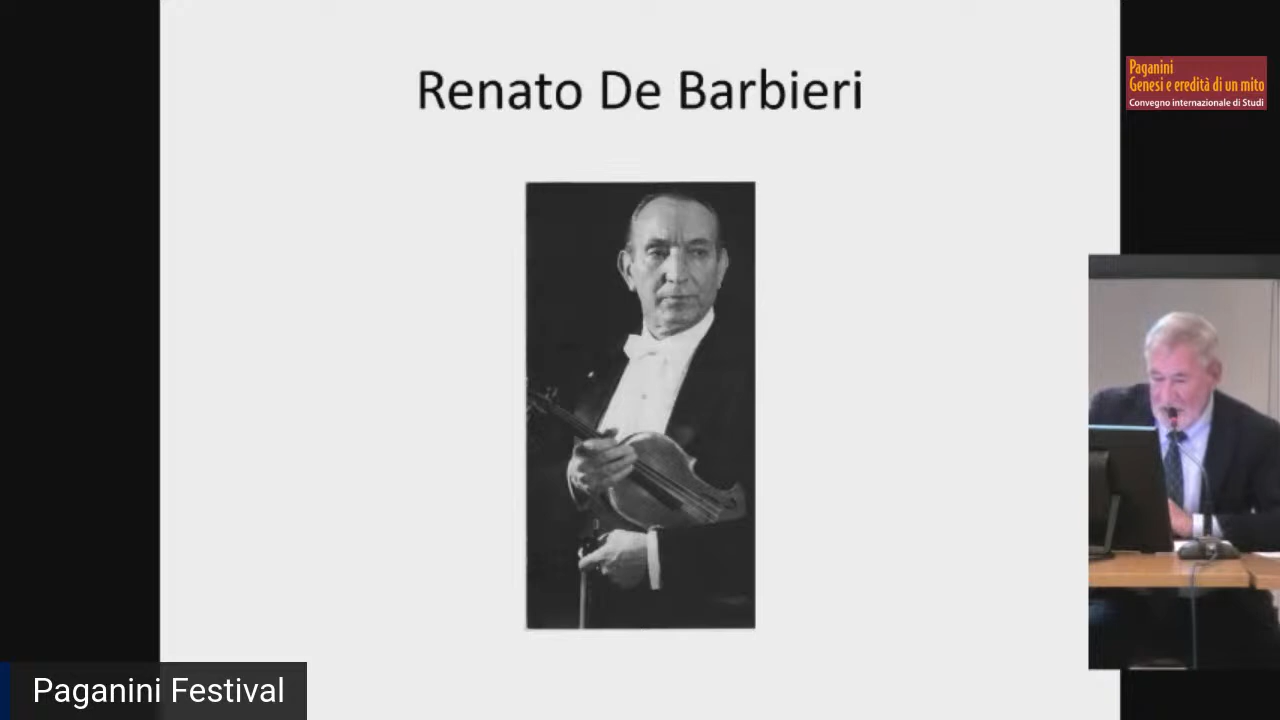 Renato De Barbieri
Paganini
Genesi e eredità di un mito
Convegno internazionale di Studi
Paganini Festival